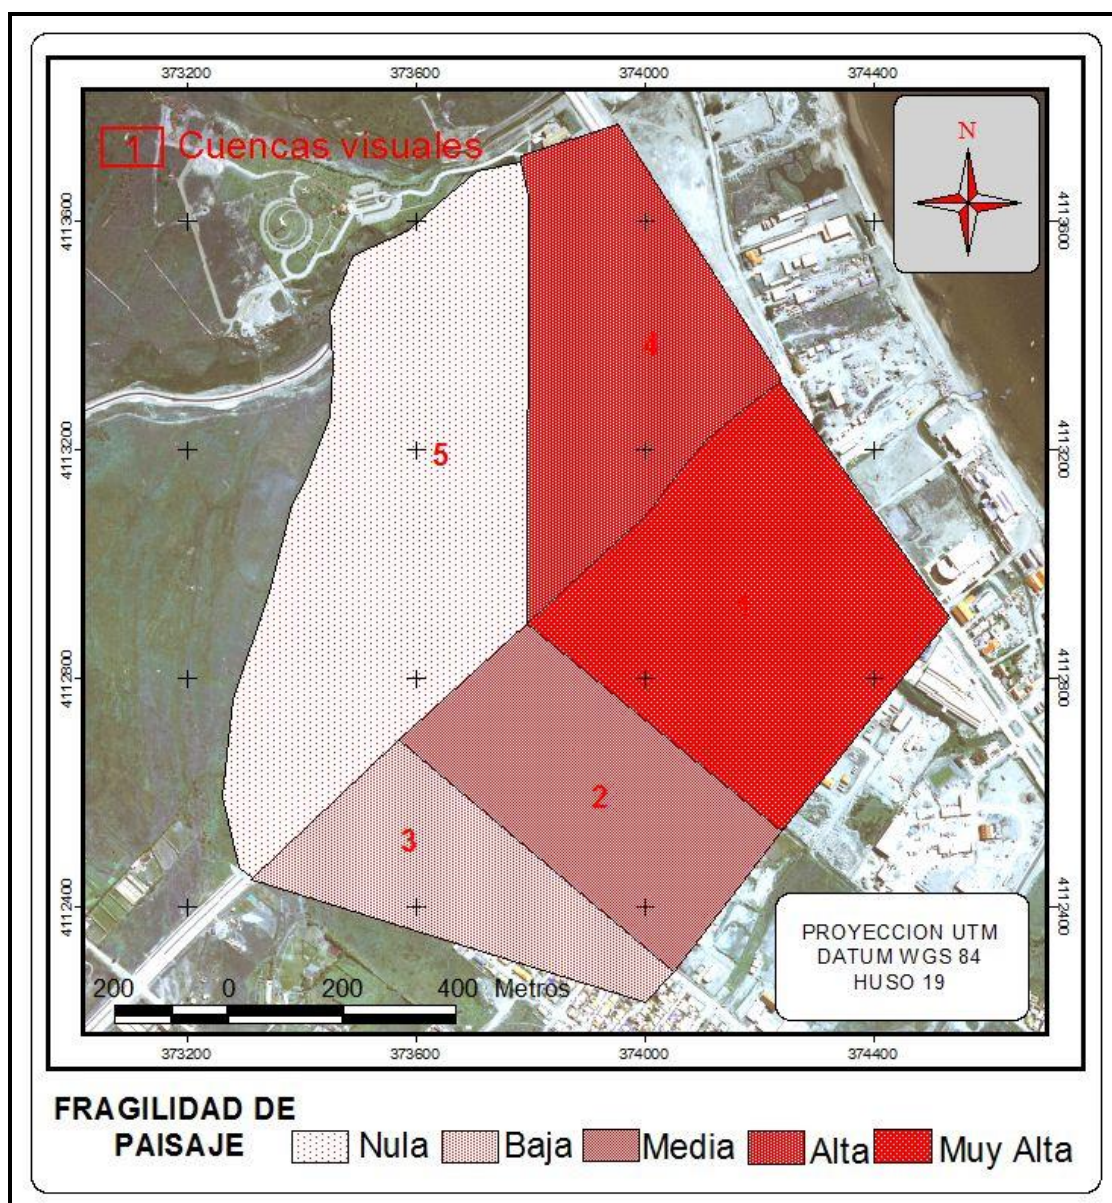 373200 373600 374000 374400
1 Cuencas visuales
N
4113600 4113600
4
5
4113200 4113200
1
4112800 4112800
2
3
4112400 4112400
PROYECCION UTM
DATUM WGS 84
HUSO 19
200 0 200 400 Metros
373200 373600 374000 374400
FRAGILIDAD DE
PAISAJE Nula Baja Media Alta Muy Alta